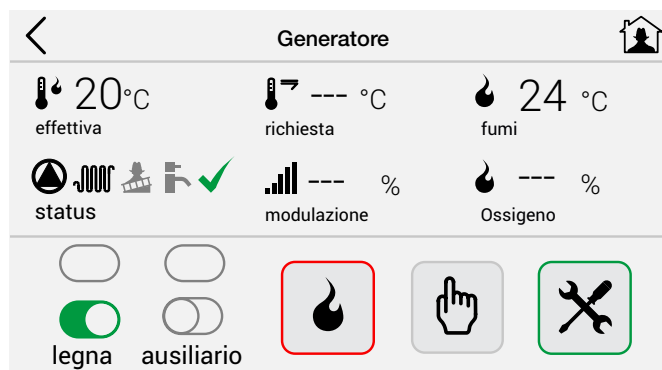 Generatore
20°C --- °C 24 °C
effettiva richiesta fumi
--- % --- %
status modulazione Ossigeno
legna ausiliario